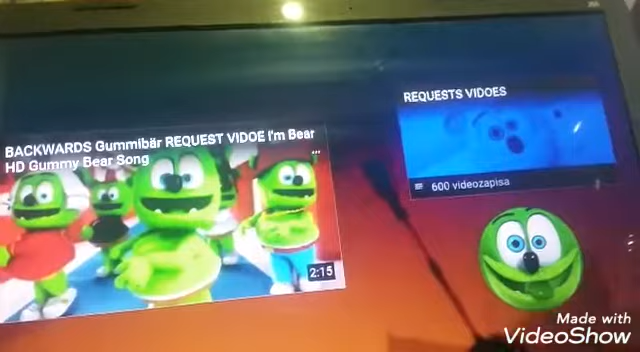 BACKWARDS Gummibär REQUEST VIDOE I'm Bear
HD Gummy Bear Song
2:15
REQUESTS VIDOES
600 videozapisa
Made with
VideoShow